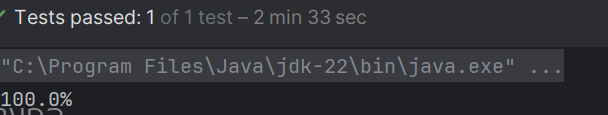 Tests passed: 1 of 1 test – 2 min 33 sec
"C:\Program Files\Java\jdk-22\bin\java.exe" ...
100.0%